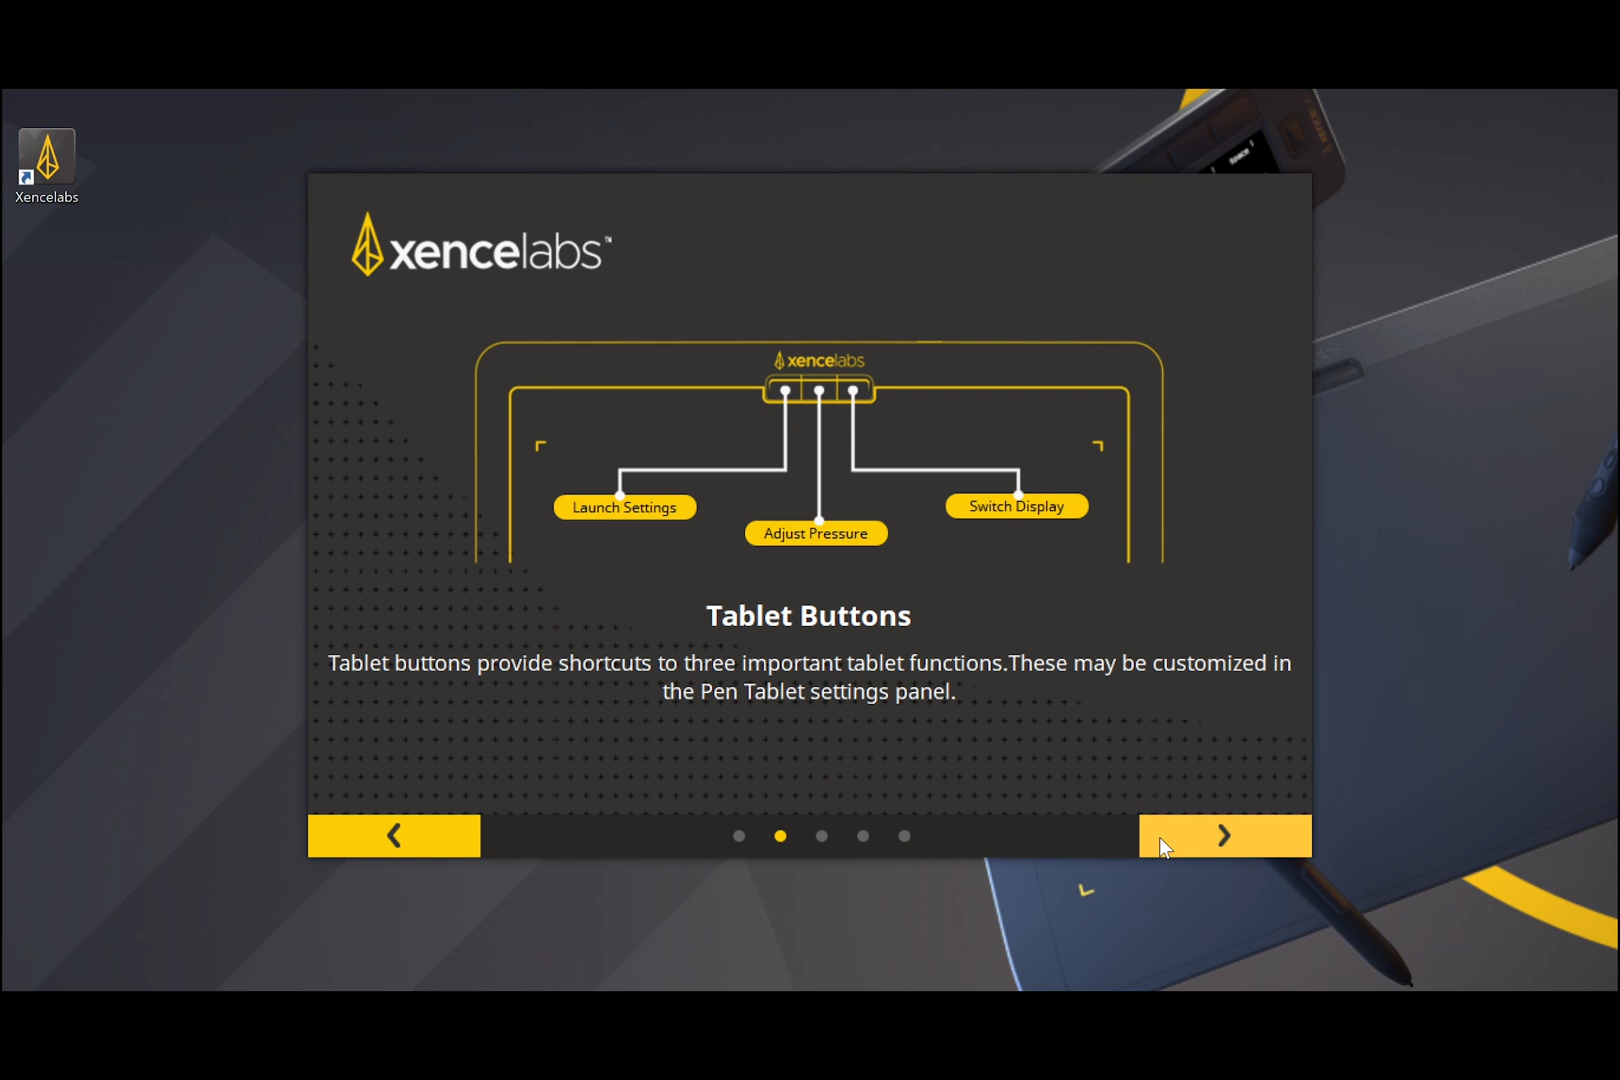 Xencelabs
xencelabs™
xencelabs
Launch Settings
Switch Display
Adjust Pressure
Tablet Buttons
Tablet buttons provide shortcuts to three important tablet functions.These may be customized in
the Pen Tablet settings panel.